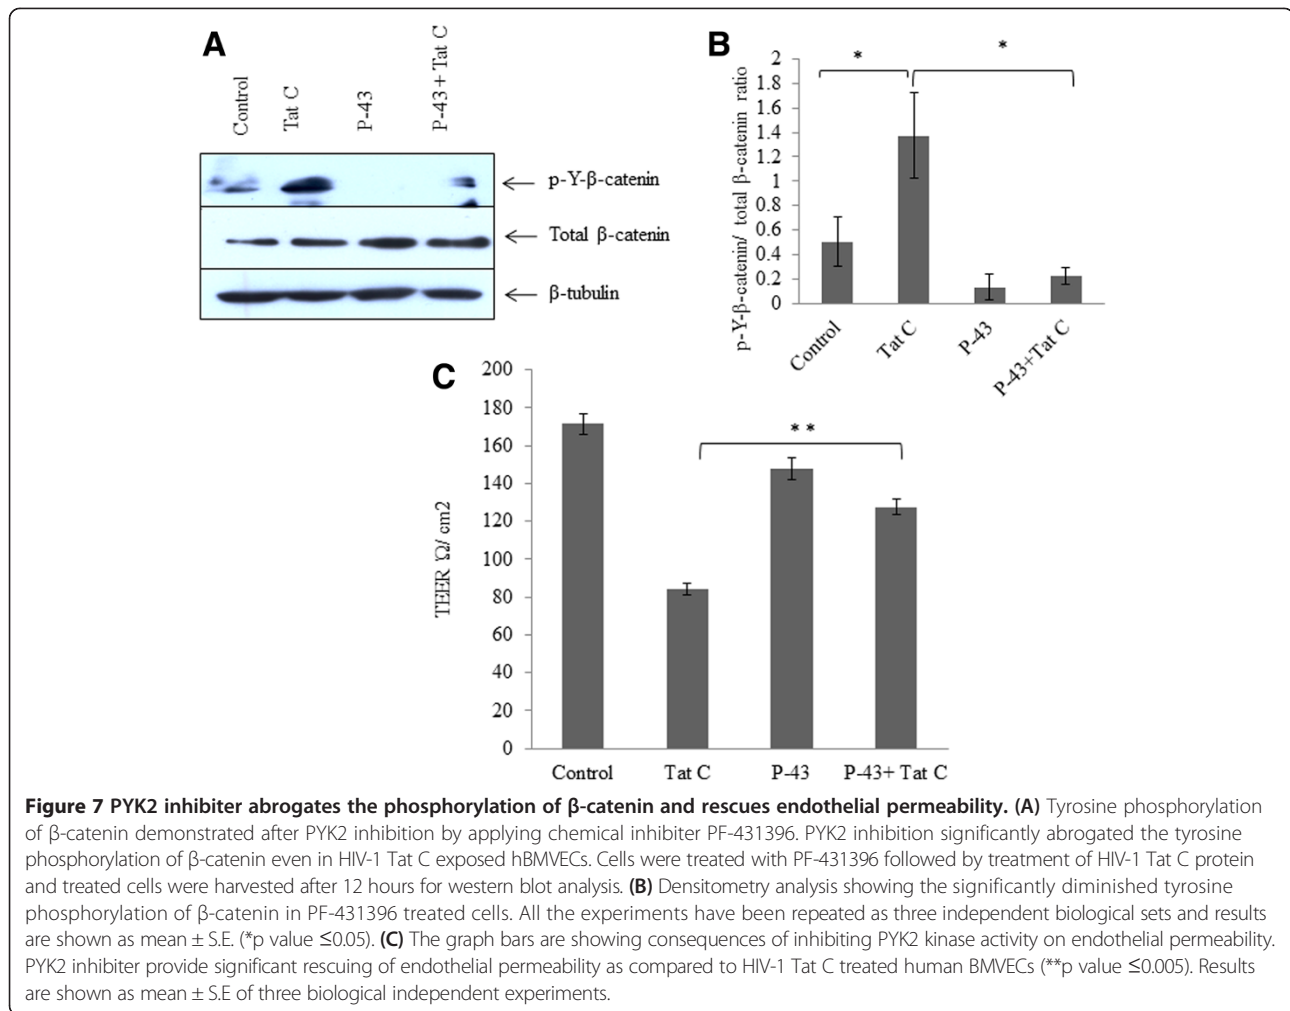 A
Control
Tat C
P-43
P-43 + Tat C
p-Y-β-catenin
Total β-catenin
β-tubulin
B
p-Y-β-catenin/ total β-catenin ratio
2
1.8
1.6
1.4
1.2
1
0.8
0.6
0.4
0.2
0
*
*
Control
Tat C
P-43
P-43+Tat C
C
TEER Ω/ cm2
200
180
160
140
120
100
80
60
40
20
0
* *
Control
Tat C
P-43
P-43+ Tat C
Figure 7 PYK2 inhibiter abrogates the phosphorylation of β-catenin and rescues endothelial permeability. (A) Tyrosine phosphorylation
of β-catenin demonstrated after PYK2 inhibition by applying chemical inhibiter PF-431396. PYK2 inhibition significantly abrogated the tyrosine
phosphorylation of β-catenin even in HIV-1 Tat C exposed hBMVECs. Cells were treated with PF-431396 followed by treatment of HIV-1 Tat C protein
and treated cells were harvested after 12 hours for western blot analysis. (B) Densitometry analysis showing the significantly diminished tyrosine
phosphorylation of β-catenin in PF-431396 treated cells. All the experiments have been repeated as three independent biological sets and results
are shown as mean ± S.E. (*p value ≤0.05). (C) The graph bars are showing consequences of inhibiting PYK2 kinase activity on endothelial permeability.
PYK2 inhibiter provide significant rescuing of endothelial permeability as compared to HIV-1 Tat C treated human BMVECs (**p value ≤0.005). Results
are shown as mean ± S.E of three biological independent experiments.